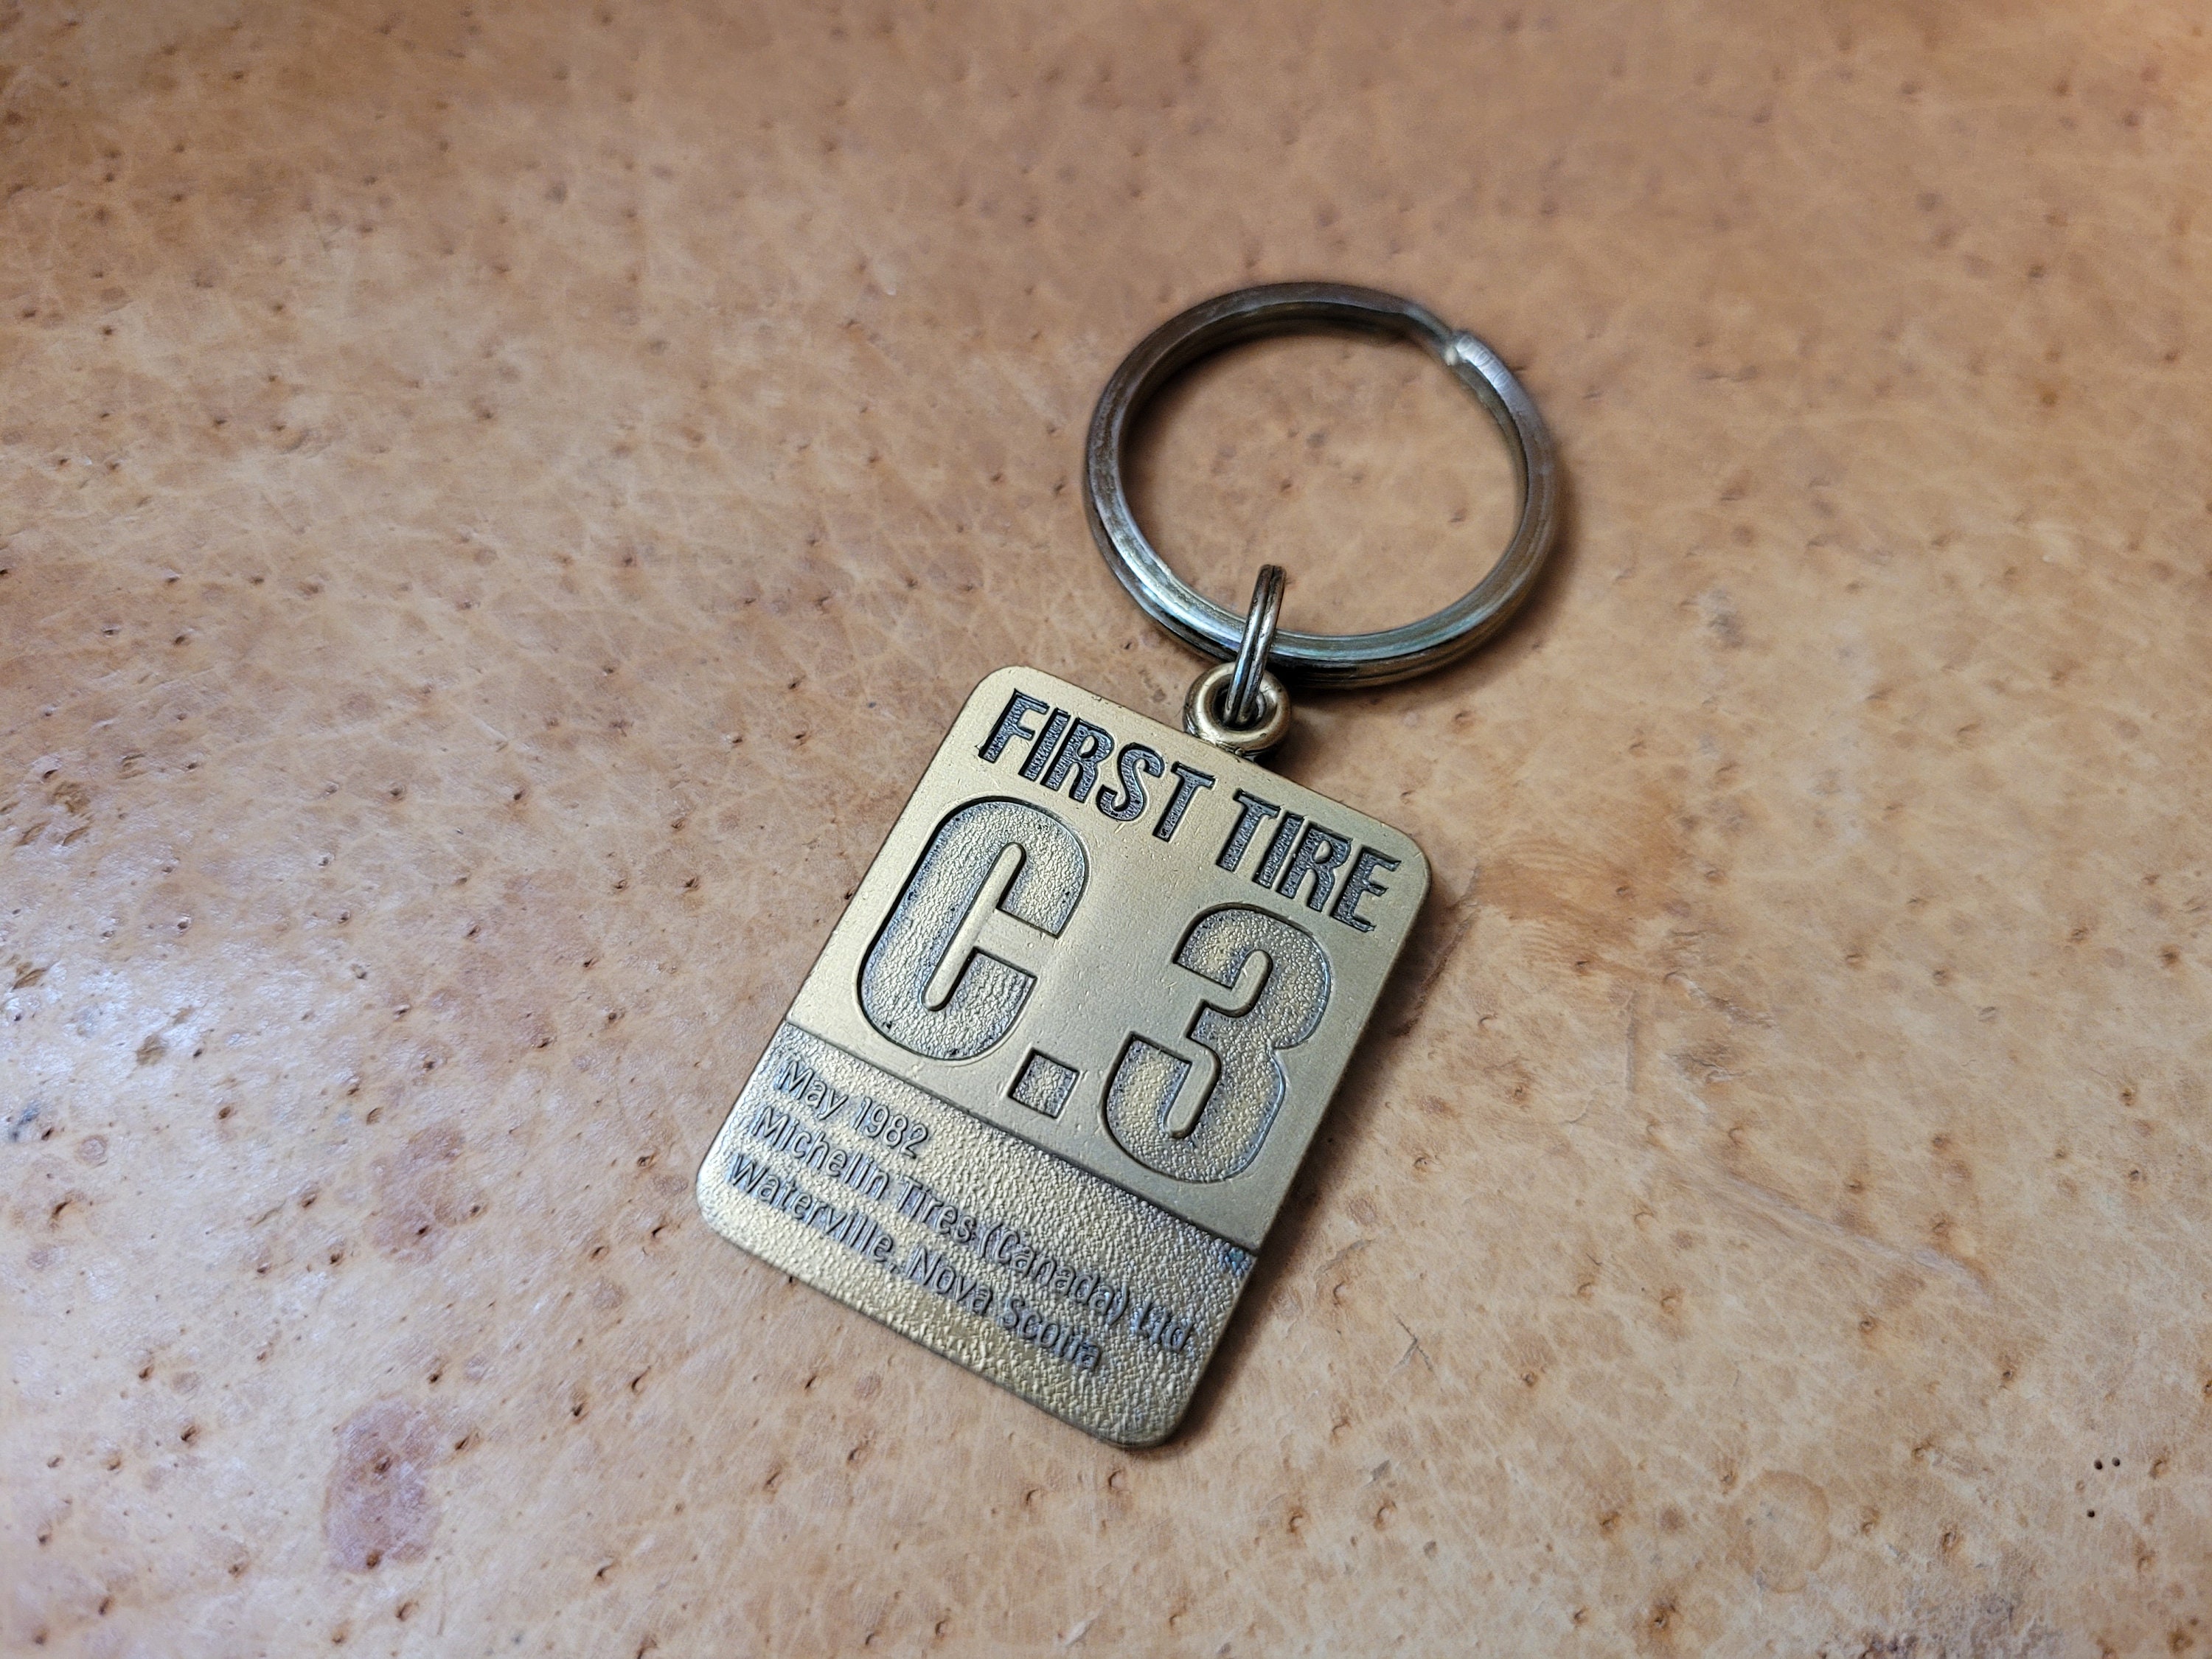 FIRST TIRE
C.3
May 1982
Michelin Tires (Canada) Ltd
Waterville, Nova Scotia